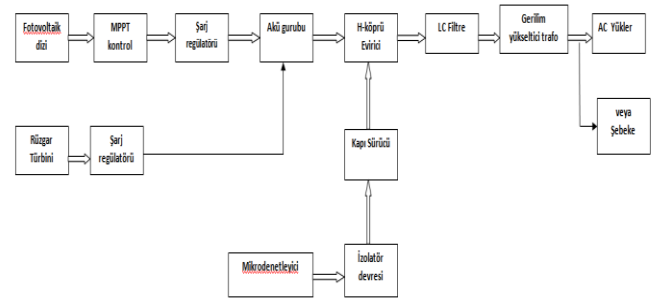 Fotovoltaik
dizi
MPPT
kontrol
Şarj
regülatörü
Akü gurubu
H-köprü
Evirici
LC Filtre
Gerilim
yükseltici trafo
AC Yükler
veya
Şebeke
Rüzgar
Türbini
Şarj
regülatörü
Kapı Sürücü
Mikrodenetleyici
İzolatör
devresi